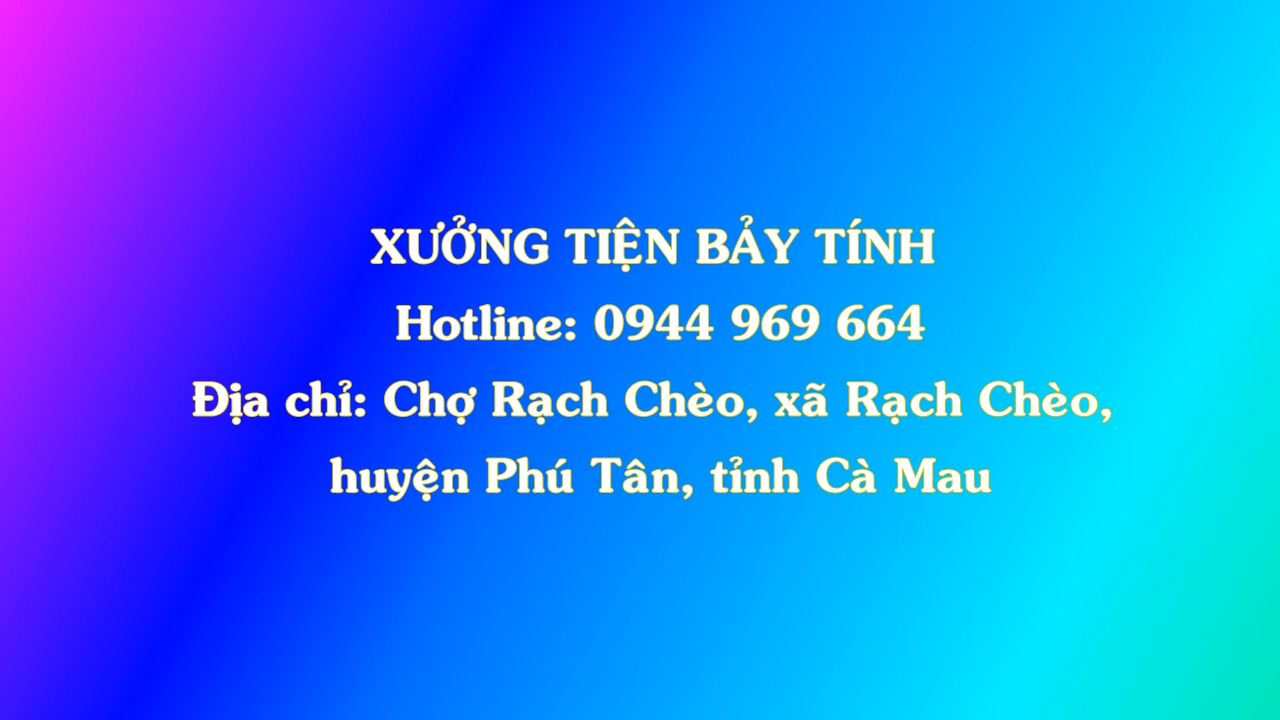 XƯỞNG TIỆN BẢY TÍNH
Hotline: 0944 969 664
Địa chỉ: Chợ Rạch Chèo, xã Rạch Chèo,
huyện Phú Tân, tỉnh Cà Mau